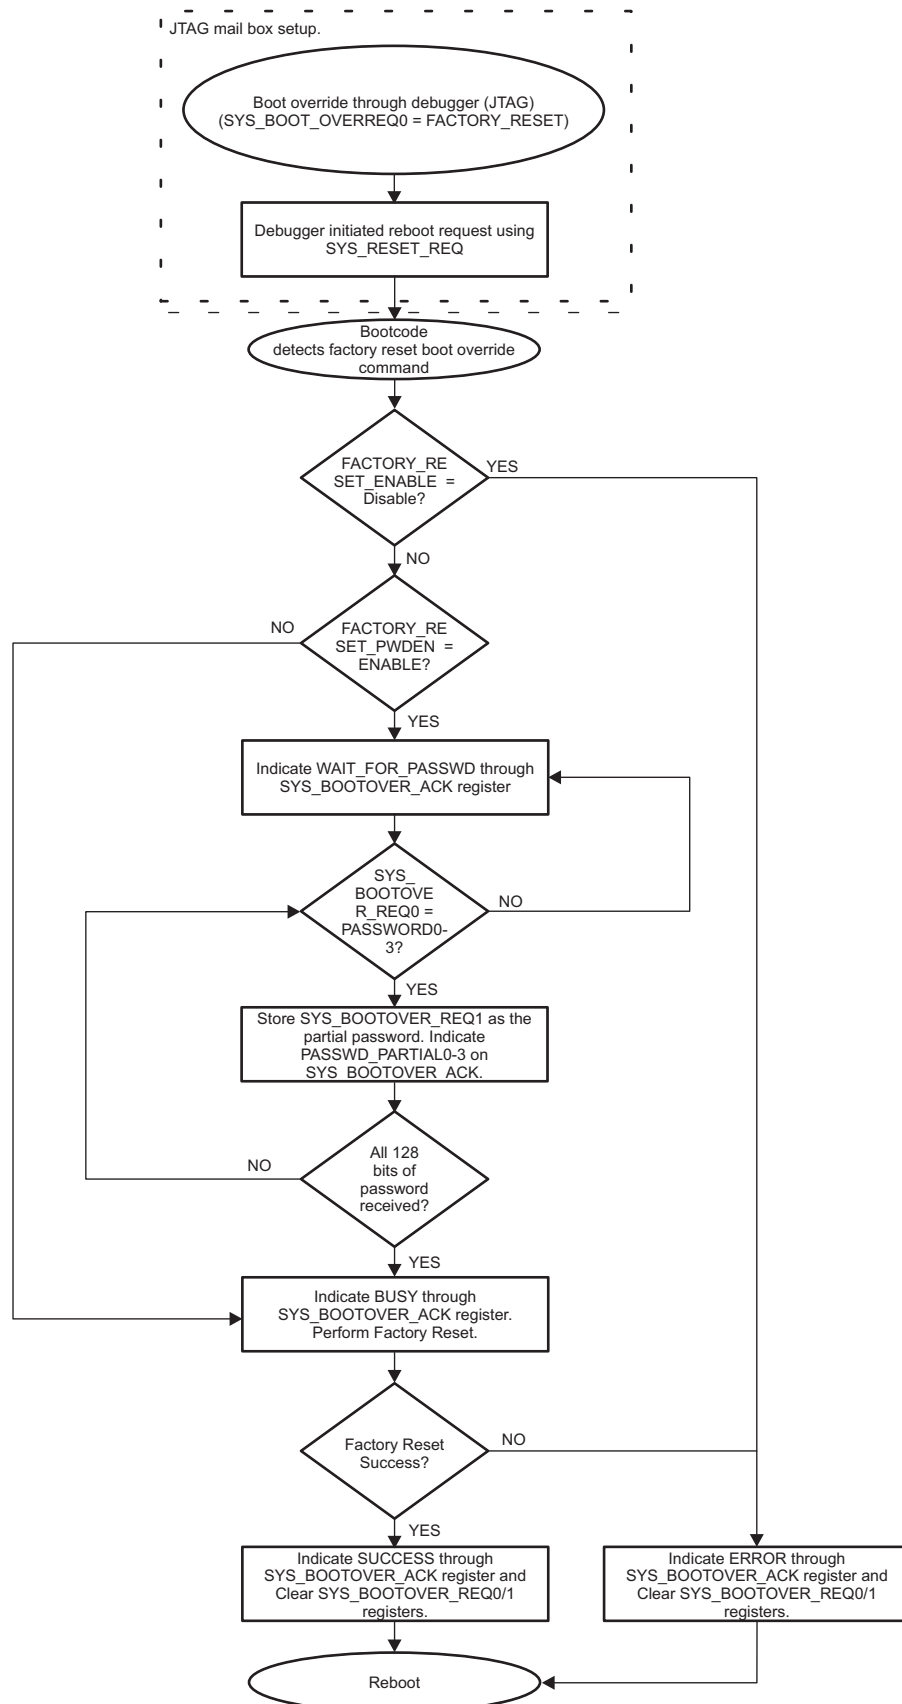 JTAG mail box setup.
Boot override through debugger (JTAG)
(SYS_BOOT_OVERREQ0 = FACTORY_RESET)
Debugger initiated reboot request using
SYS_RESET_REQ
Bootcode
detects factory reset boot override
command
FACTORY_RE
SET_ENABLE =
Disable?
YES
NO
FACTORY_RE
SET_PWDEN =
ENABLE?
NO
YES
Indicate WAIT_FOR_PASSWD through
SYS_BOOTOVER_ACK register
SYS_
BOOTOVE
R_REQ0 =
PASSWORD0-
3?
NO
YES
Store SYS_BOOTOVER_REQ1 as the
partial password. Indicate
PASSWD_PARTIAL0-3 on
SYS_BOOTOVER_ACK.
All 128
bits of
password
received?
NO
YES
Indicate BUSY through
SYS_BOOTOVER_ACK register.
Perform Factory Reset.
Factory Reset
Success?
NO
YES
Indicate SUCCESS through
SYS_BOOTOVER_ACK register and
Clear SYS_BOOTOVER_REQ0/1
registers.
Indicate ERROR through
SYS_BOOTOVER_ACK register and
Clear SYS_BOOTOVER_REQ0/1
registers.
Reboot